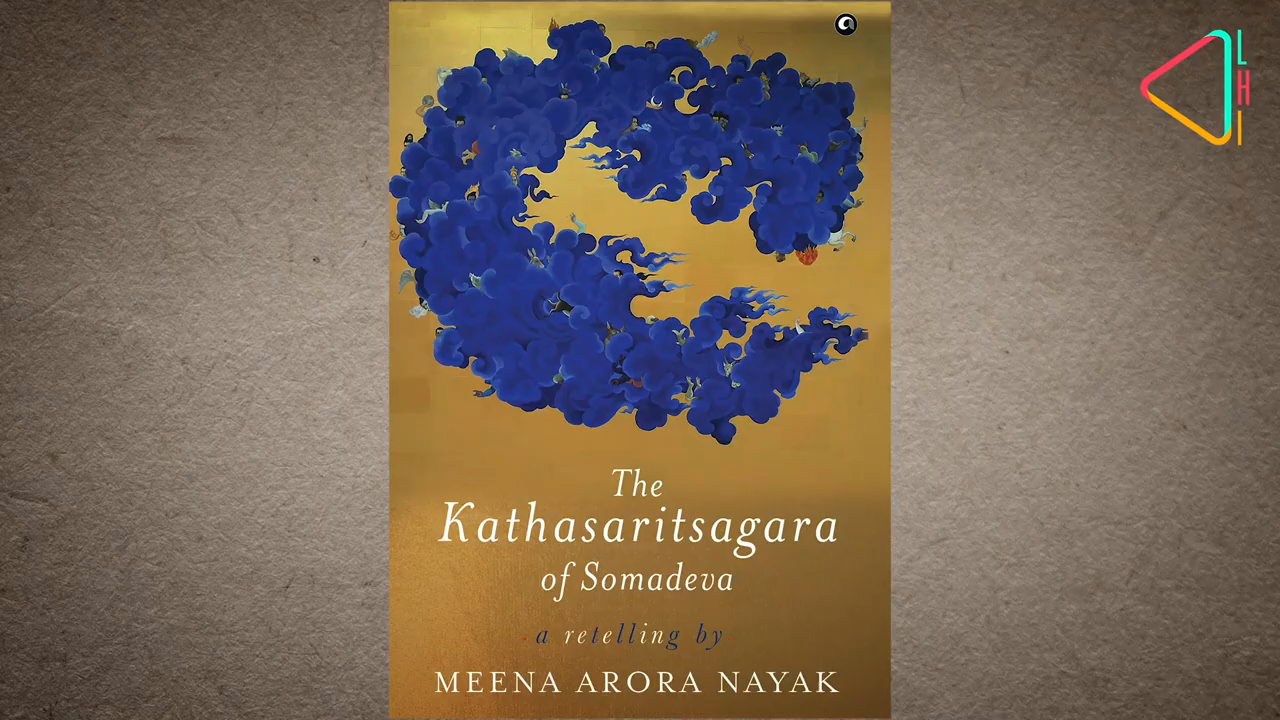 The
Kathasaritsagara
of Somadeva
a retelling by
MEENA ARORA NAYAK
L
H
I